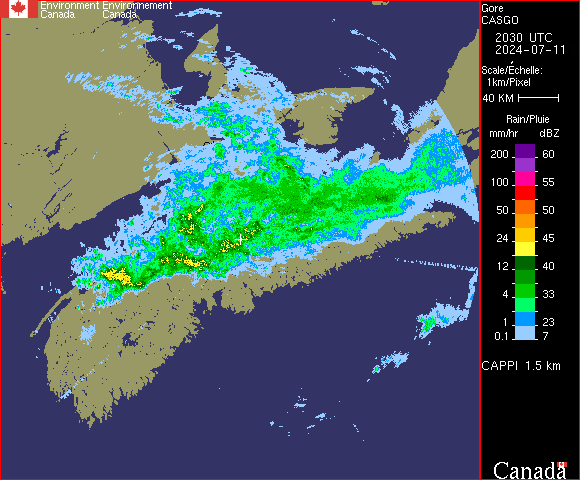 Environment Environnement
Canada Canada
Gore
CASGO
2030 UTC
2024-07-11
Scale/Échelle:
1km/Pixel
40 KM
Rain/Pluie
mm/hr dBZ
200 60
100 55
50 50
24 45
12 40
4 33
1 23
0.1 7
CAPPI 1.5 km
Canada